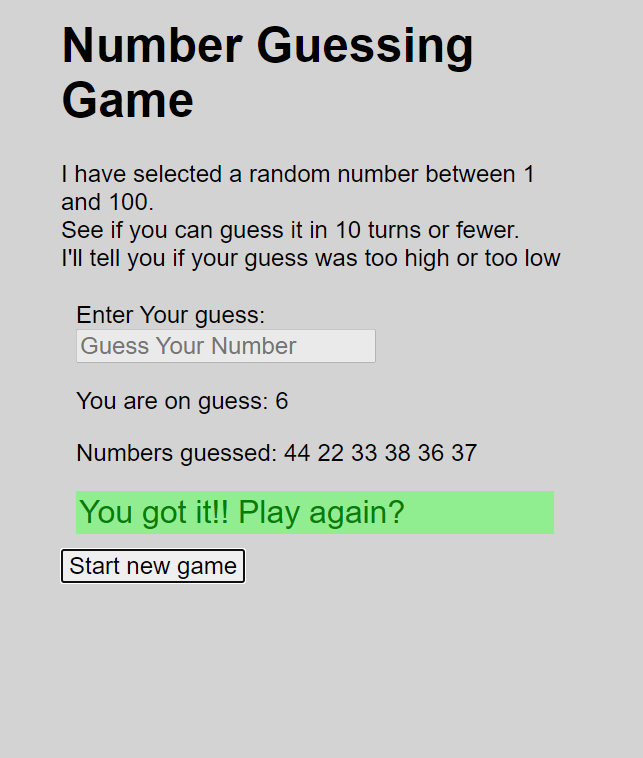 Number Guessing
Game
I have selected a random number between 1
and 100.
See if you can guess it in 10 turns or fewer.
I'll tell you if your guess was too high or too low
Enter Your guess:
Guess Your Number
You are on guess: 6
Numbers guessed: 44 22 33 38 36 37
You got it!! Play again?
Start new game